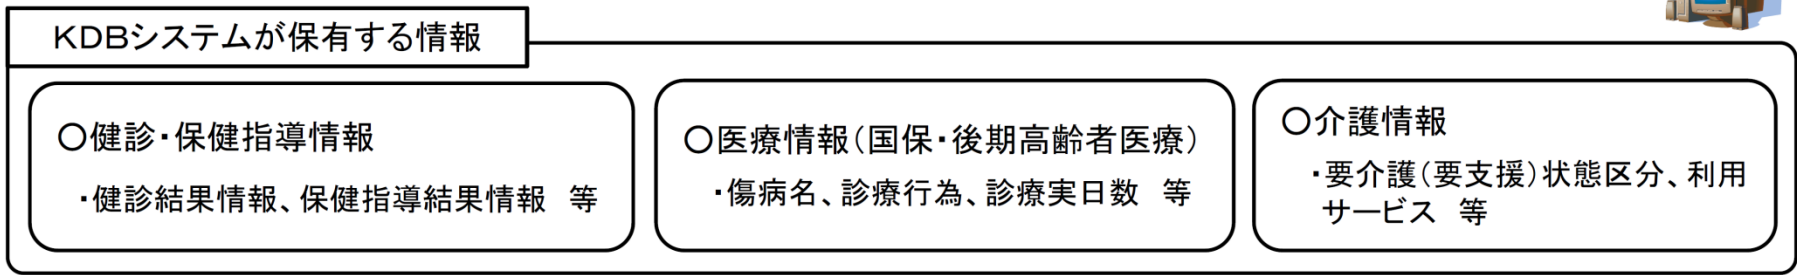 KDBシステムが保有する情報
○健診・保健指導情報
・健診結果情報、保健指導結果情報　等
○医療情報(国保・後期高齢者医療)
・傷病名、診療行為、診療実日数　等
○介護情報
・要介護(要支援)状態区分、利用
サービス　等